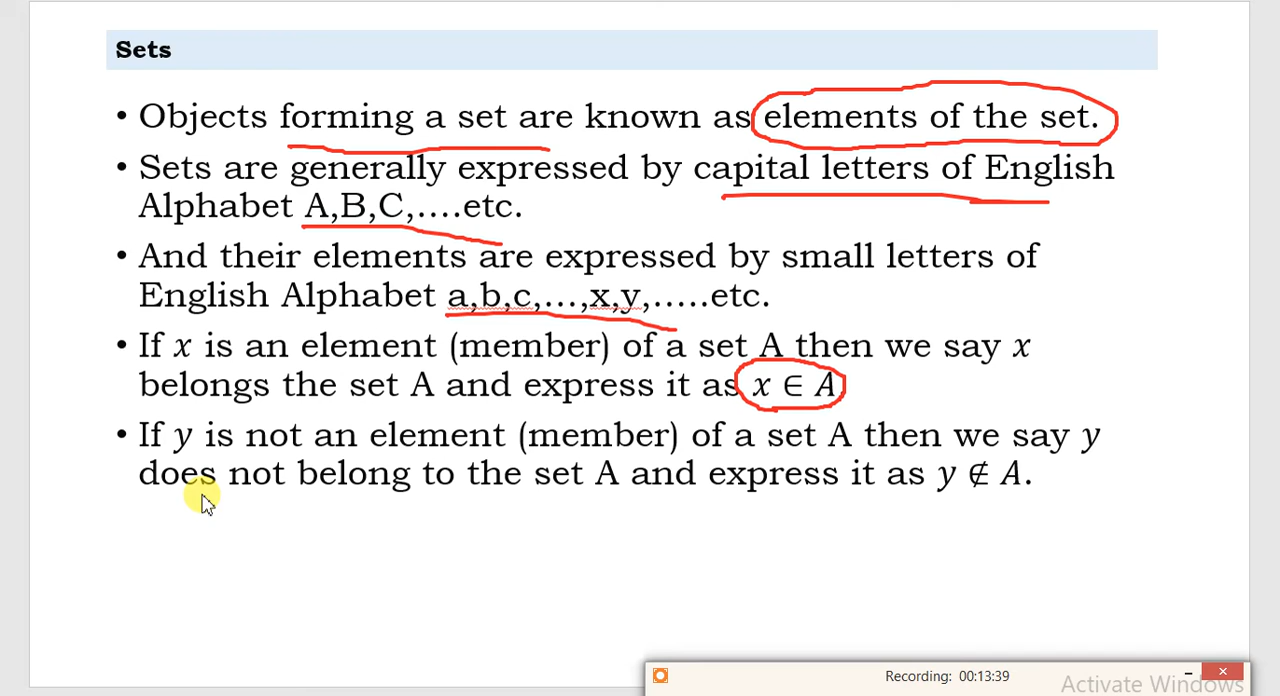 Sets
• Objects forming a set are known as elements of the set.
• Sets are generally expressed by capital letters of English
Alphabet A,B,C,....etc.
• And their elements are expressed by small letters of
English Alphabet a,b,c,...,x,y,.....etc.
• If x is an element (member) of a set A then we say x
belongs the set A and express it as x ∈ A
• If y is not an element (member) of a set A then we say y
does not belong to the set A and express it as y ∉ A.
Recording: 00:13:39
Activate Windows